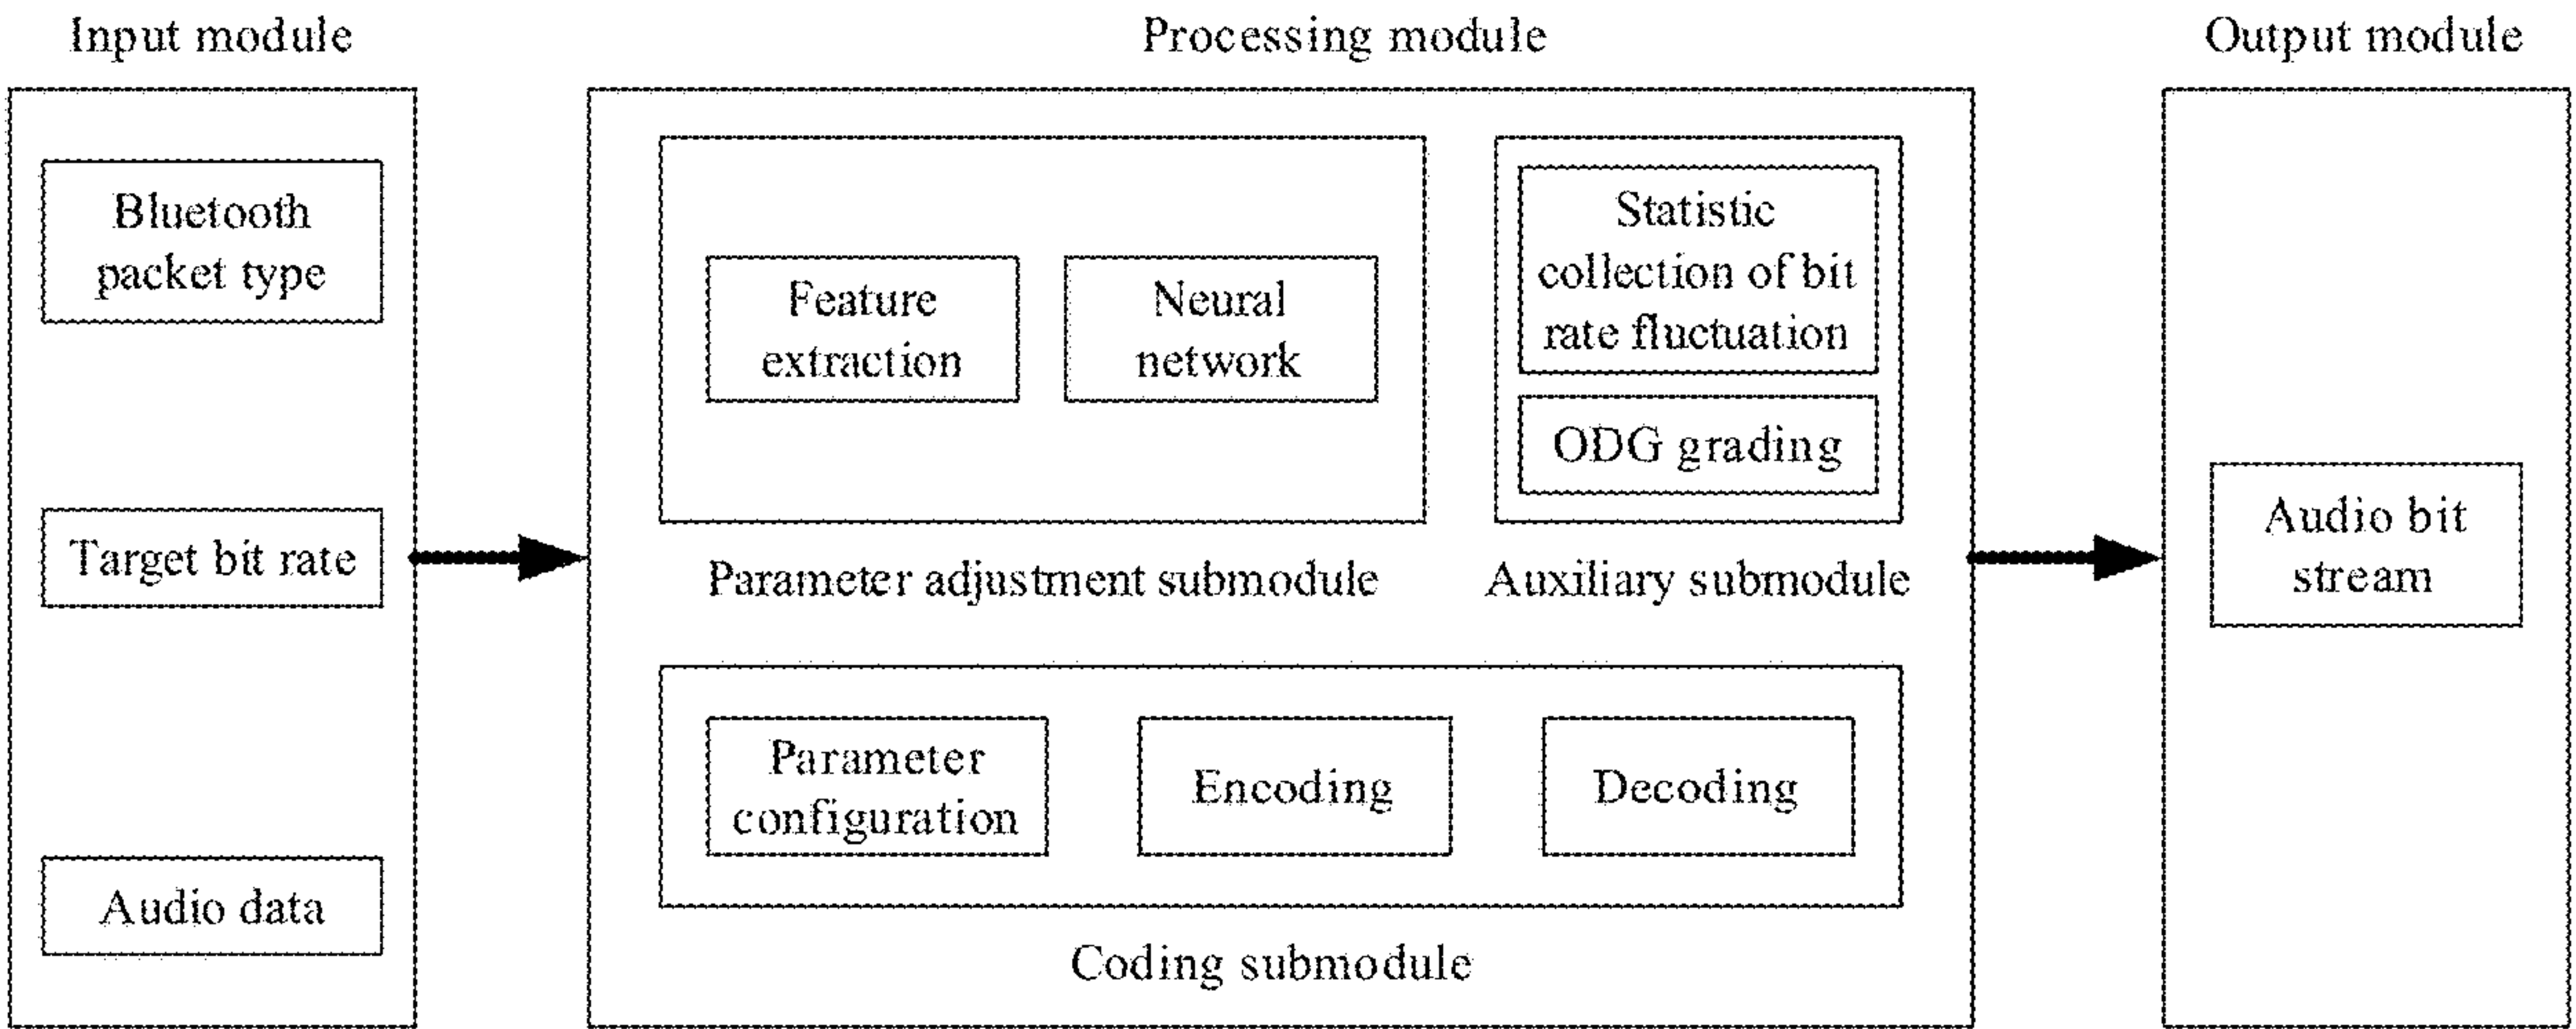 Input module
Bluetooth
packet type
Target bit rate
Audio data
Processing module
Feature
extraction
Neural
network
Parameter adjustment submodule
Statistic
collection of bit
rate fluctuation
ODG grading
Auxiliary submodule
Parameter
configuration
Encoding
Decoding
Coding submodule
Output module
Audio bit
stream